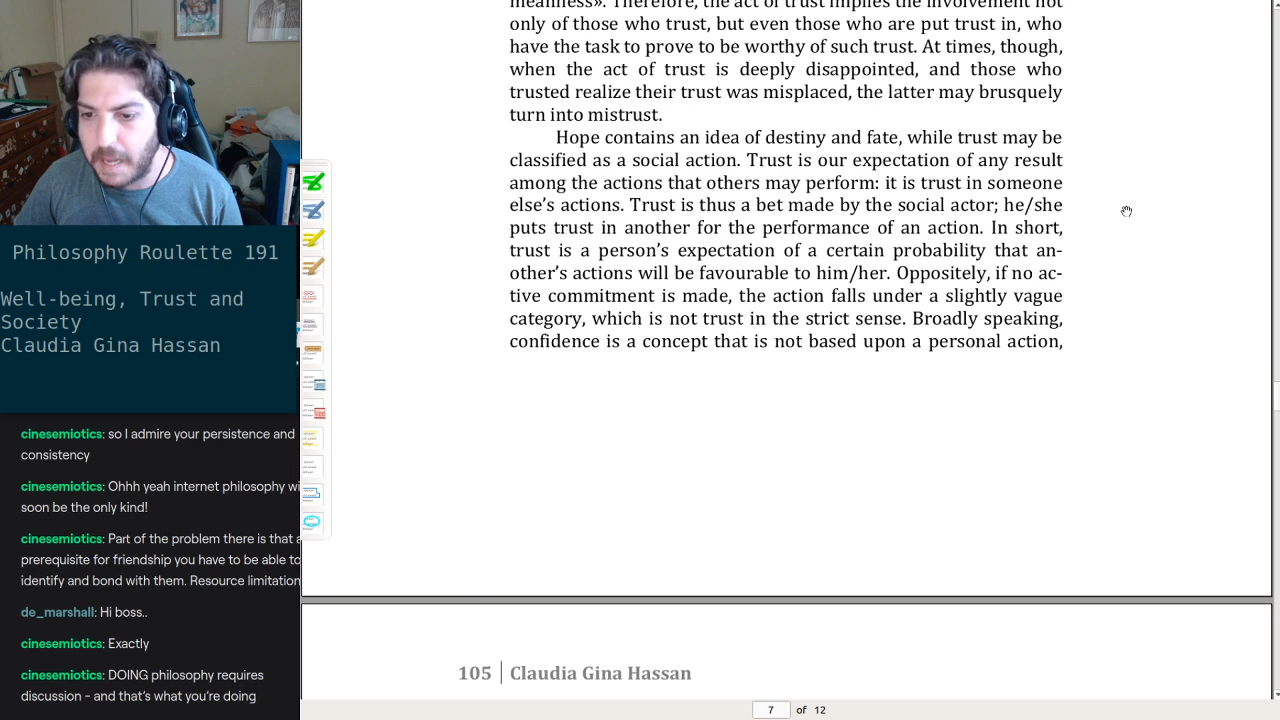 meanness». Therefore, the act of trust implies the involvement not
only of those who trust, but even those who are put trust in, who
have the task to prove to be worthy of such trust. At times, though,
when the act of trust is deeply disappointed, and those who
trusted realize their trust was misplaced, the latter may brusquely
turn into mistrust.
Hope contains an idea of destiny and fate, while trust may be
classified as a social action. Trust is our expectation of any result
among the actions that others may perform: it is trust in someone
else’s actions. Trust is thus a bet made by the social actor; he/she
puts trust in another for the performance of an action. In short,
trust is a person’s expectation of a certain probability that an-
other’s actions will be favourable to him/her. Oppositely, if no ac-
tive commitment is made, the action falls under a slightly vague
category, which is not trust in the strict sense. Broadly speaking,
confidence is a concept that is not based upon a personal action,
105 | Claudia Gina Hassan
7 of 12
Philosophy Roulette 191
Well-being, Trust and
Society
Claudia Gina Hassan
cinesemiotics: so I admire your persistence and
consistency
cinesemiotics: Ohhh yeah internet philosophy w
soon be the only kind!
cinesemiotics: Part of the problem there is that a
prerequisite for friendship you have to be able to
identify and bond with them. Resource limitation
de_marshall: Hi boss..
cinesemiotics: Exactly
cinesemiotics: DOING philosophy requires
discussion - and that's what you're doing